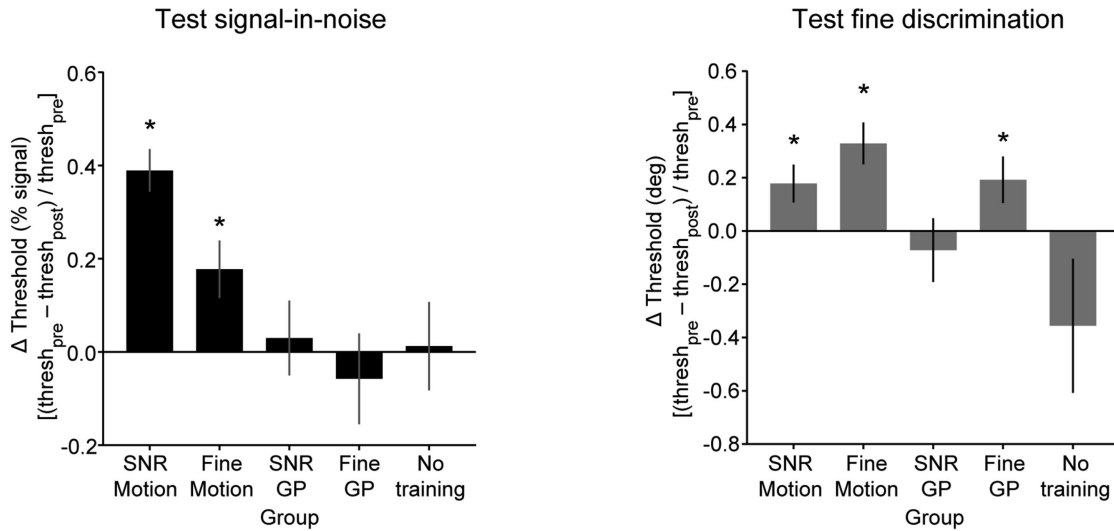 Test signal-in-noise
Δ Threshold (% signal)
[(thresh_pre – thresh_post) / thresh_pre]
0.6
0.4
0.2
0.0
-0.2
*
*
SNR Motion
Fine Motion
SNR GP
Fine GP
No training
Group
Test fine discrimination
Δ Threshold (deg)
[(thresh_pre – thresh_post) / thresh_pre]
0.6
0.4
0.2
0.0
-0.2
-0.4
-0.6
-0.8
*
*
*
SNR Motion
Fine Motion
SNR GP
Fine GP
No training
Group